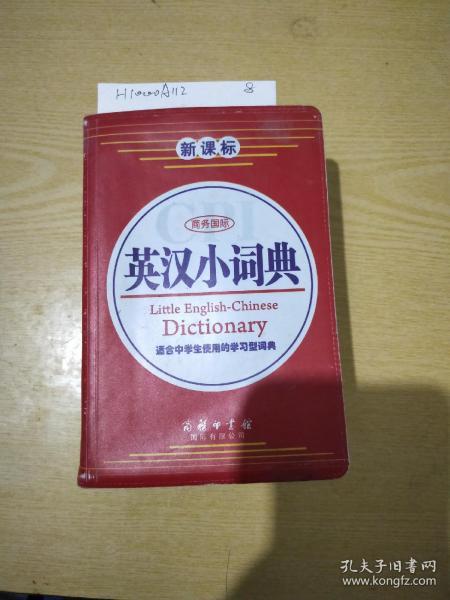 H1000A112 8
新课标
CPI
商务国际
英汉小词典
Little English-Chinese
Dictionary
适合中学生使用的学习型词典
商务印书馆
国际有限公司
孔夫子旧书网
www.kongfz.com